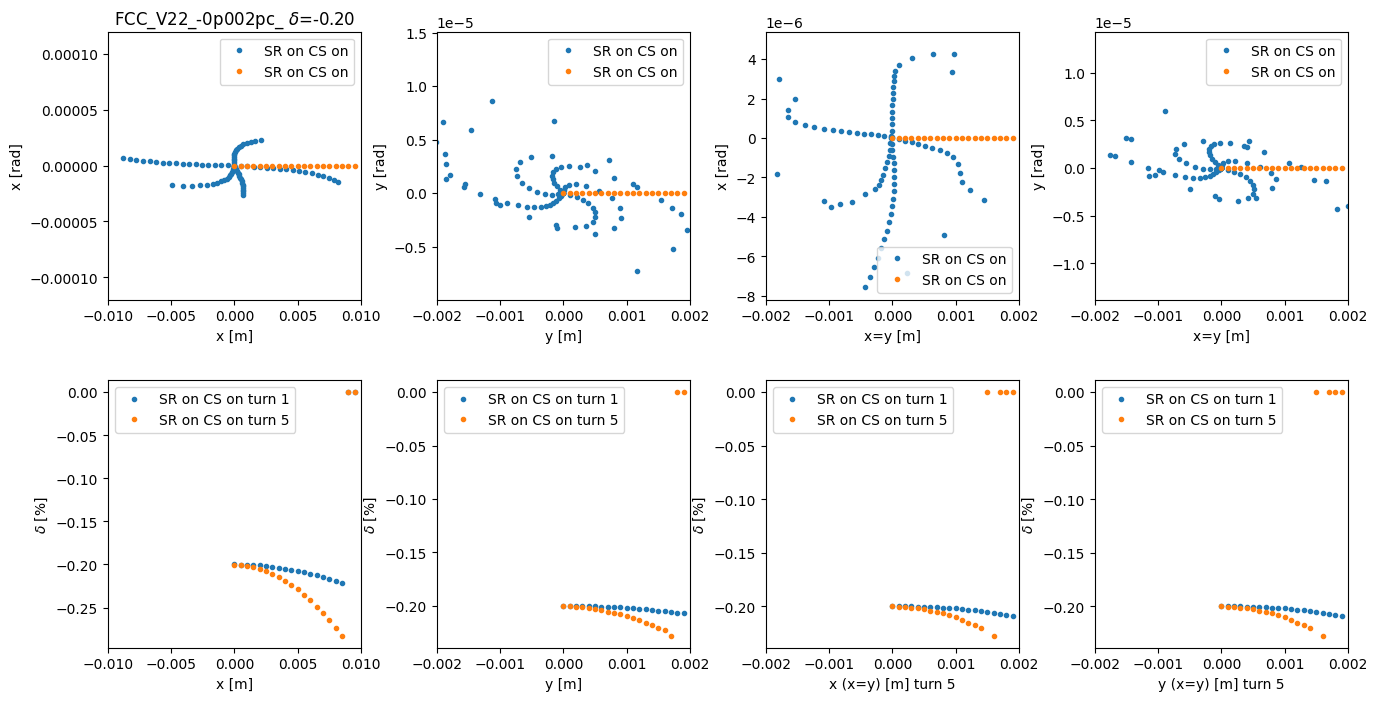 FCC_V22_-0p002pc_ δ=-0.20
x [rad]
0.00010
0.00005
0.00000
−0.00005
−0.00010
SR on CS on
SR on CS on
−0.010 −0.005 0.000 0.005 0.010
x [m]
1e−5
y [rad]
1.5
1.0
0.5
0.0
−0.5
SR on CS on
SR on CS on
−0.002 −0.001 0.000 0.001 0.002
y [m]
1e−6
x [rad]
4
2
0
−2
−4
−6
−8
SR on CS on
SR on CS on
−0.002 −0.001 0.000 0.001 0.002
x=y [m]
1e−5
y [rad]
1.0
0.5
0.0
−0.5
−1.0
SR on CS on
SR on CS on
−0.002 −0.001 0.000 0.001 0.002
x=y [m]
δ [%]
0.00
−0.05
−0.10
−0.15
−0.20
−0.25
SR on CS on turn 1
SR on CS on turn 5
−0.010 −0.005 0.000 0.005 0.010
x [m]
δ [%]
0.00
−0.05
−0.10
−0.15
−0.20
SR on CS on turn 1
SR on CS on turn 5
−0.002 −0.001 0.000 0.001 0.002
y [m]
δ [%]
0.00
−0.05
−0.10
−0.15
−0.20
SR on CS on turn 1
SR on CS on turn 5
−0.002 −0.001 0.000 0.001 0.002
x (x=y) [m] turn 5
δ [%]
0.00
−0.05
−0.10
−0.15
−0.20
SR on CS on turn 1
SR on CS on turn 5
−0.002 −0.001 0.000 0.001 0.002
y (x=y) [m] turn 5